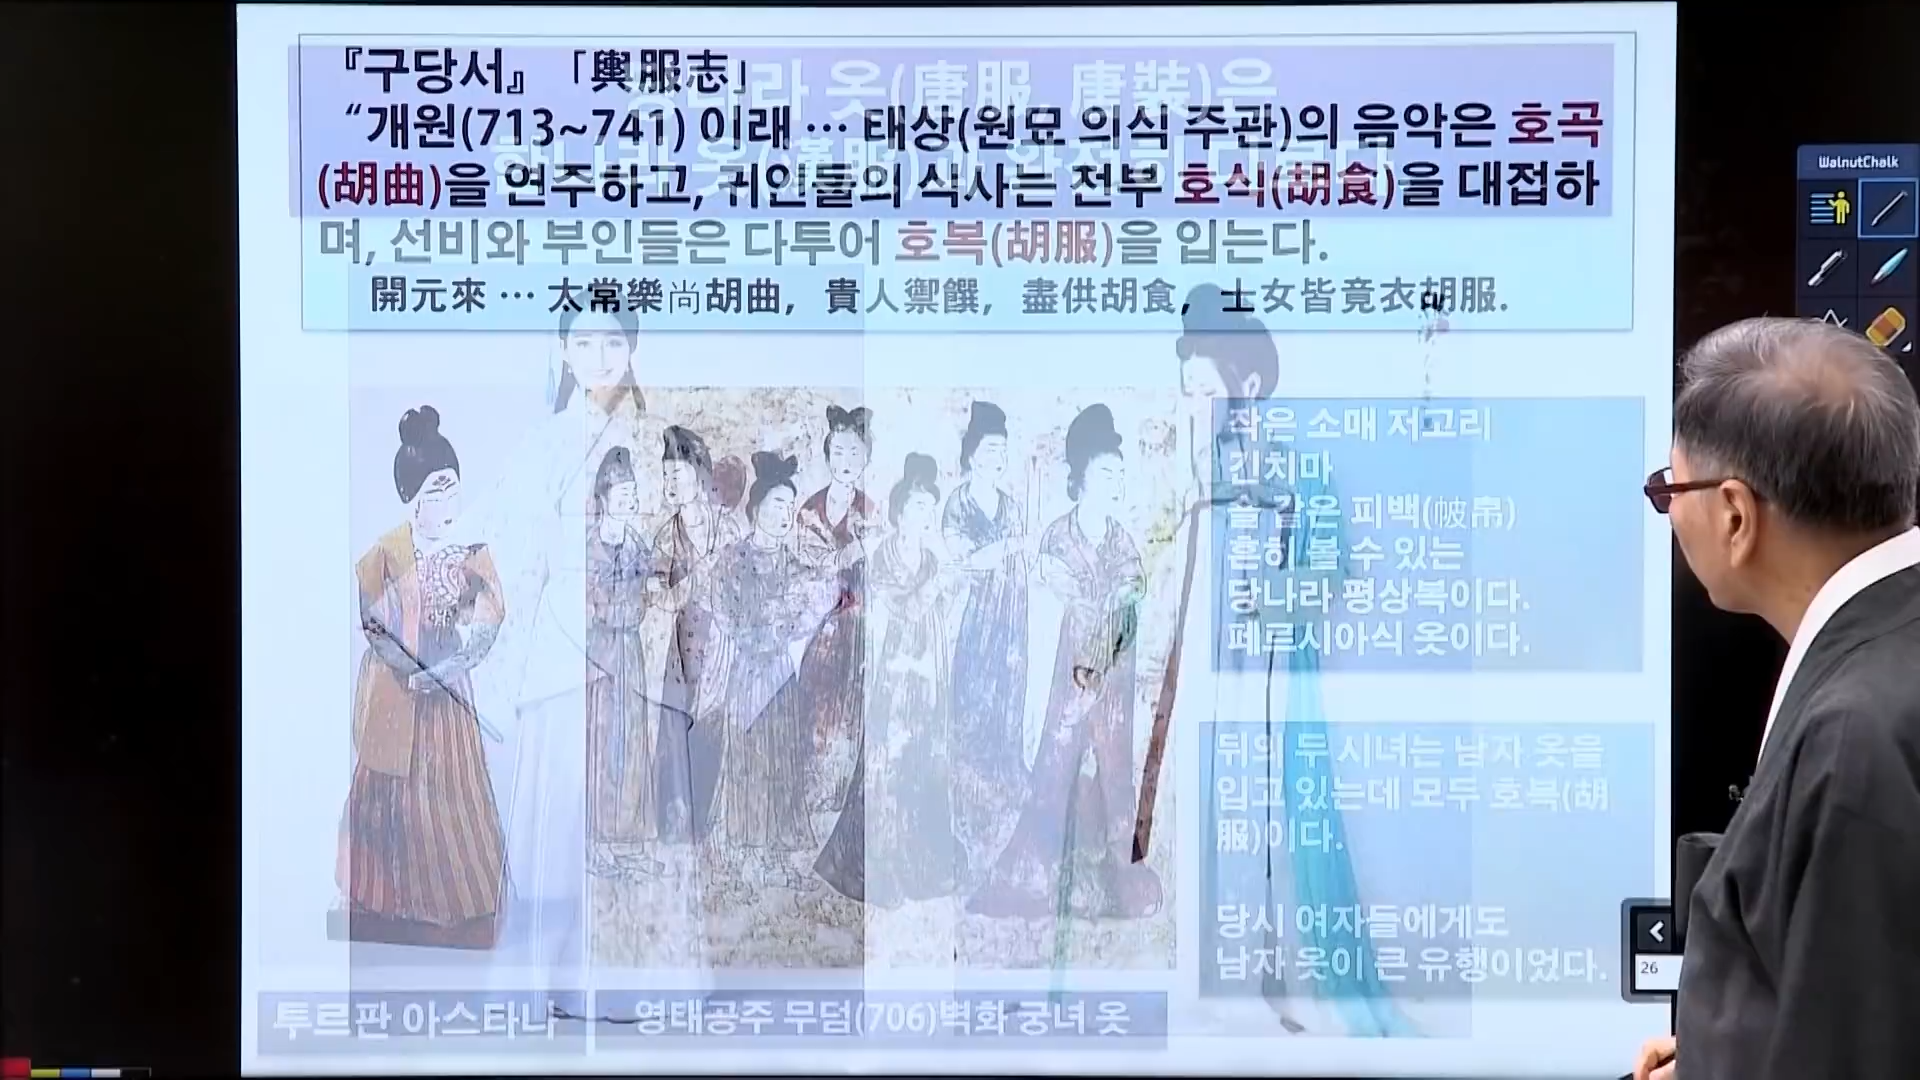 『구당서』 「輿服志」
“개원(713~741) 이래 … 태상(원묘 의식 주관)의 음악은 호곡
(胡曲)을 연주하고, 귀인들의 식사는 전부 호식(胡食)을 대접하
며, 선비와 부인들은 다투어 호복(胡服)을 입는다.
開元來 … 太常樂尚胡曲, 貴人禦饌, 盡供胡食, 士女皆竟衣胡服.
옷(唐服, 唐裝)은
작은 소매 저고리
긴치마
숄 같은 피백(帔帛)
흔히 볼 수 있는
당나라 평상복이다.
페르시아식 옷이다.
뒤의 두 시녀는 남자 옷을
입고 있는데 모두 호복(胡
服)이다.
당시 여자들에게도
남자 옷이 큰 유행이었다.
투르판 아스타나
영태공주 무덤(706)벽화 궁녀 옷
WalnutChalk
26